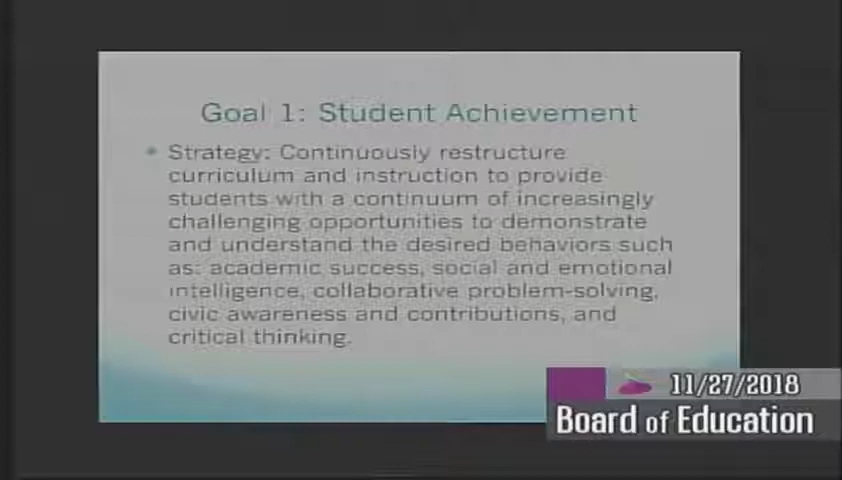 Goal 1: Student Achievement
Strategy: Continuously restructure
curriculum and instruction to provide
students with a continuum of increasingly
challenging opportunities to demonstrate
and understand the desired behaviors such
as: academic success, social and emotional
intelligence, collaborative problem-solving,
civic awareness and contributions, and
critical thinking.
11/27/2018
Board of Education